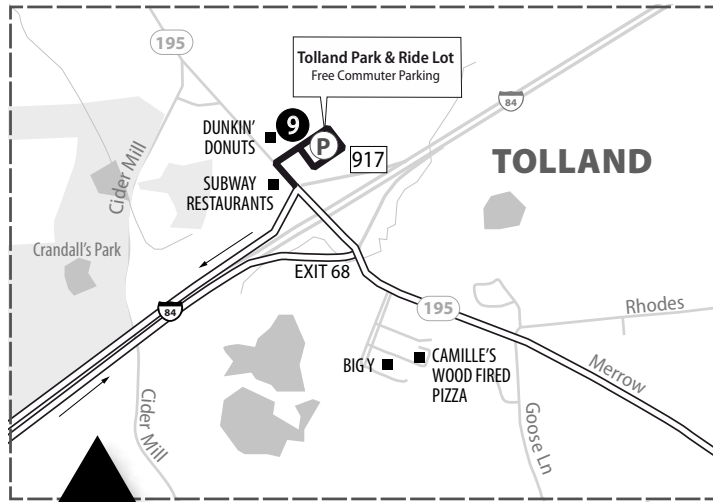 195
Tolland Park & Ride Lot
Free Commuter Parking
84
9
DUNKIN'
DONUTS
P
917
TOLLAND
Cider Mill
SUBWAY
RESTAURANTS
Crandall's Park
EXIT 68
84
195
Rhodes
BIG Y
CAMILLE'S
WOOD FIRED
PIZZA
Merrow
Cider Mill
Goose Ln